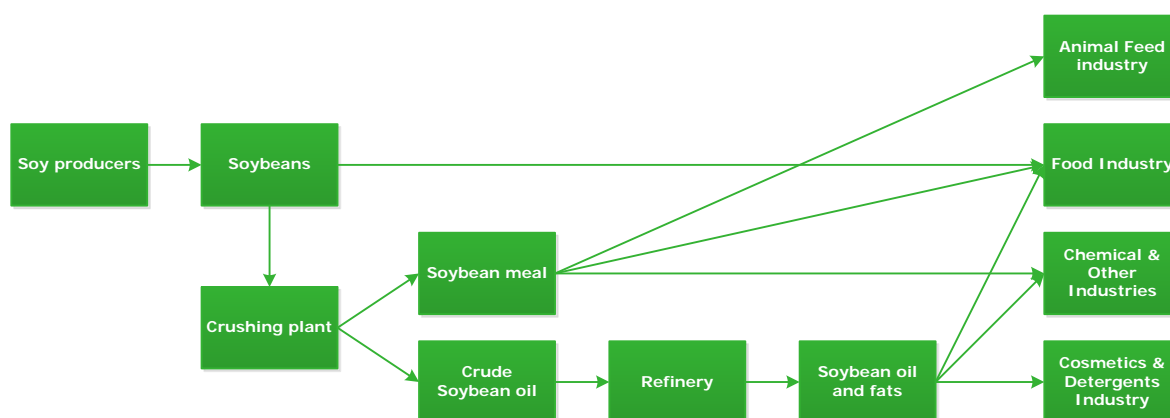 Animal Feed
industry
Soy producers
Soybeans
Food Industry
Soybean meal
Chemical &
Other
Industries
Crushing plant
Crude
Soybean oil
Refinery
Soybean oil
and fats
Cosmetics &
Detergents
Industry